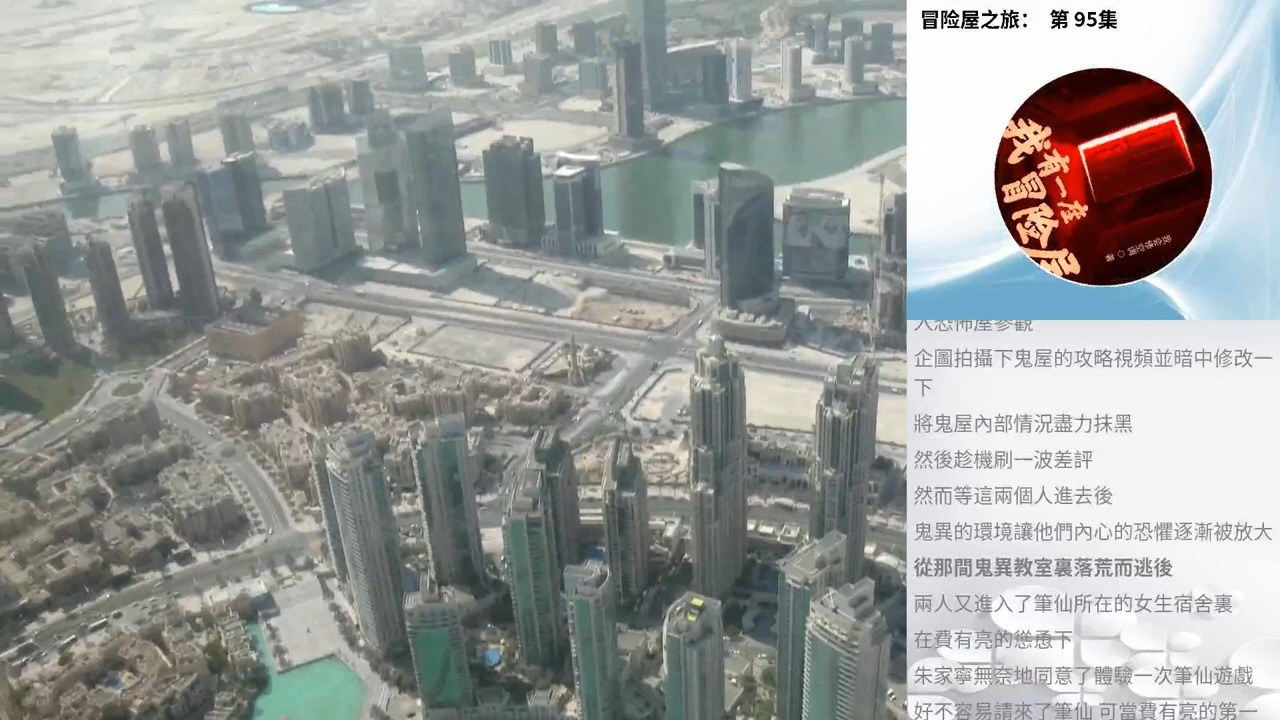 冒险屋之旅： 第 95集
我有一座
冒险屋
人恐怖屋參觀
企圖拍攝下鬼屋的攻略視頻並暗中修改一
下
將鬼屋內部情況盡力抹黑
然後趁機刷一波差評
然而等這兩個人進去後
鬼異的環境讓他們內心的恐懼逐漸被放大
從那間鬼異教室裏落荒而逃後
兩人又進入了筆仙所在的女生宿舍裏
在費有亮的慫恿下
朱家寧無奈地同意了體驗一次筆仙遊戲
好不容易請來了筆仙 可當費有亮的第一